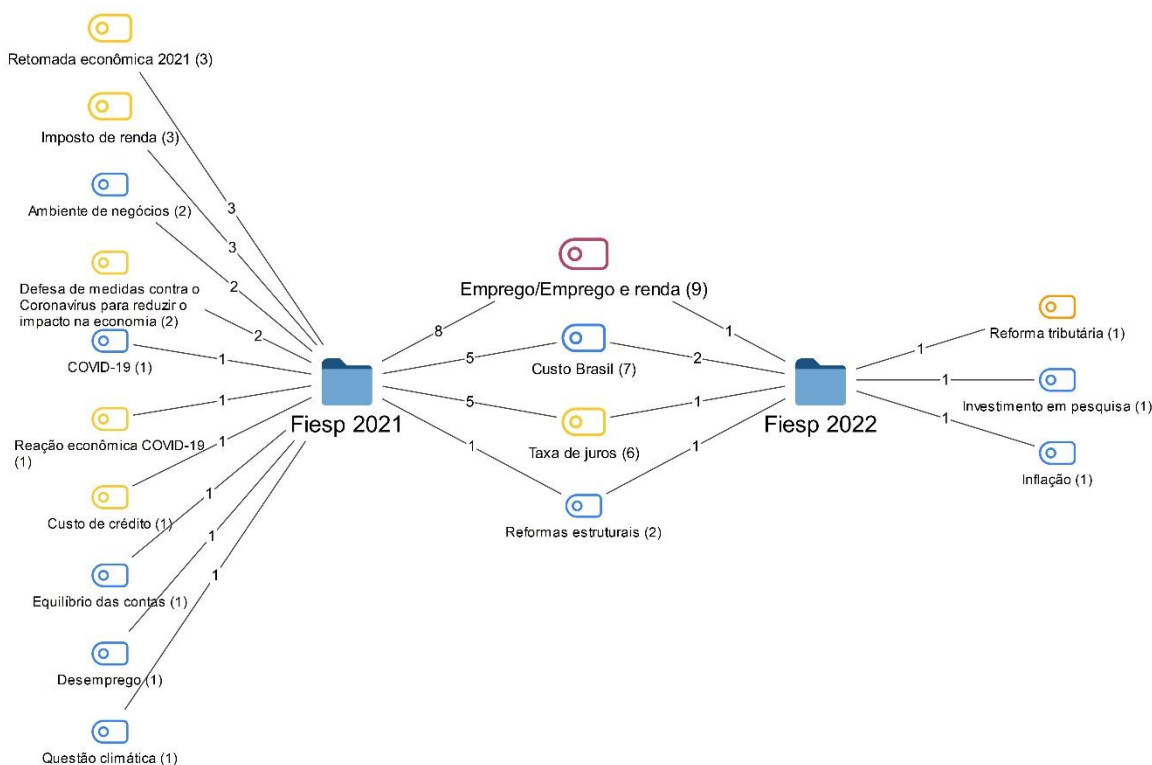 Retomada econômica 2021 (3)
Imposto de renda (3)
Ambiente de negócios (2)
Defesa de medidas contra o
Coronavírus para reduzir o
impacto na economia (2)
COVID-19 (1)
Reação econômica COVID-19
(1)
Custo de crédito (1)
Equilíbrio das contas (1)
Desemprego (1)
Questão climática (1)
3
3
2
2
1
1
1
1
1
1
Fiesp 2021
8
5
5
1
Emprego/Emprego e renda (9)
Custo Brasil (7)
Taxa de juros (6)
Reformas estruturais (2)
1
2
1
1
Fiesp 2022
1
1
1
Reforma tributária (1)
Investimento em pesquisa (1)
Inflação (1)